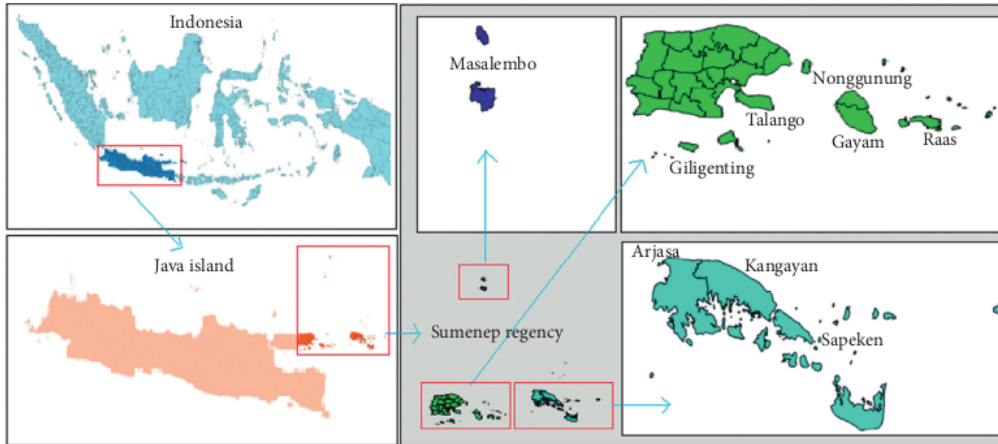 Indonesia
Java island
Masalembo
Sumenep regency
Nonggunung
Talango
Gayam
Raas
Giligenting
Arjasa
Kangayan
Sapeken